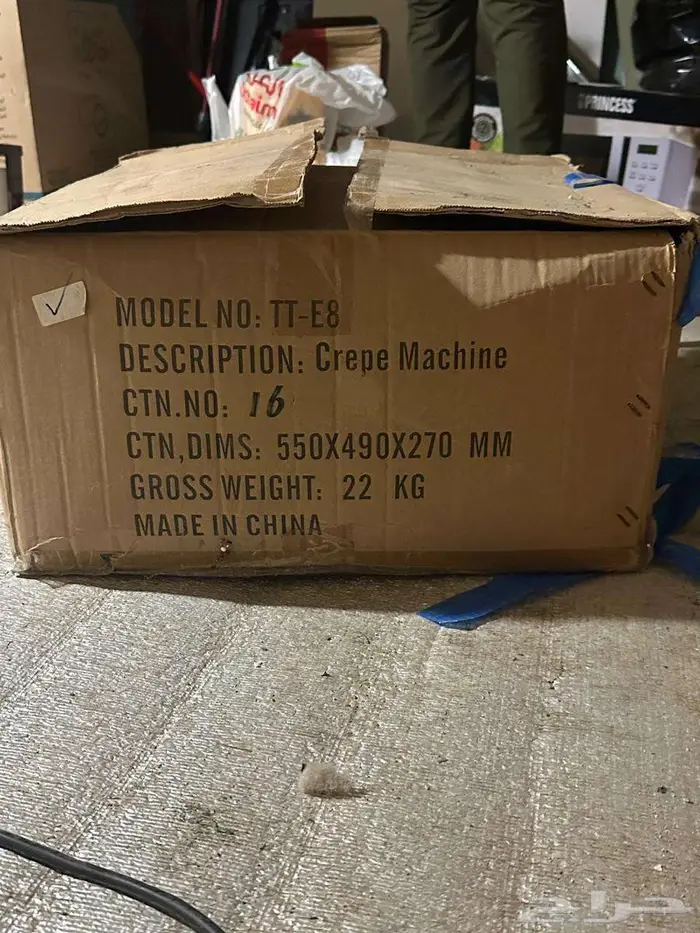 PRINCESS
MODEL NO: TT-E8
DESCRIPTION: Crepe Machine
CTN.NO: 16
CTN,DIMS: 550X490X270 MM
GROSS WEIGHT: 22 KG
MADE IN CHINA
حراج